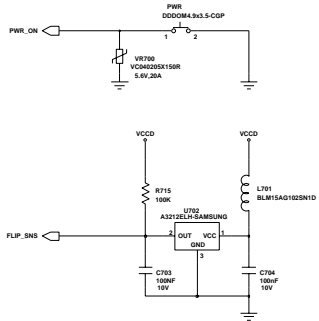 PWR
DDDOM4.9x3.5-CGP
PWR_ON
1 2
VR700
VC040205X150R
5.6V,20A
VCCD
VCCD
R715
100K
L701
BLM15AG102SN1D
U702
A3212ELH-SAMSUNG
FLIP_SNS
2 OUT VCC 1
GND
3
C703
100NF
10V
C704
100nF
10V